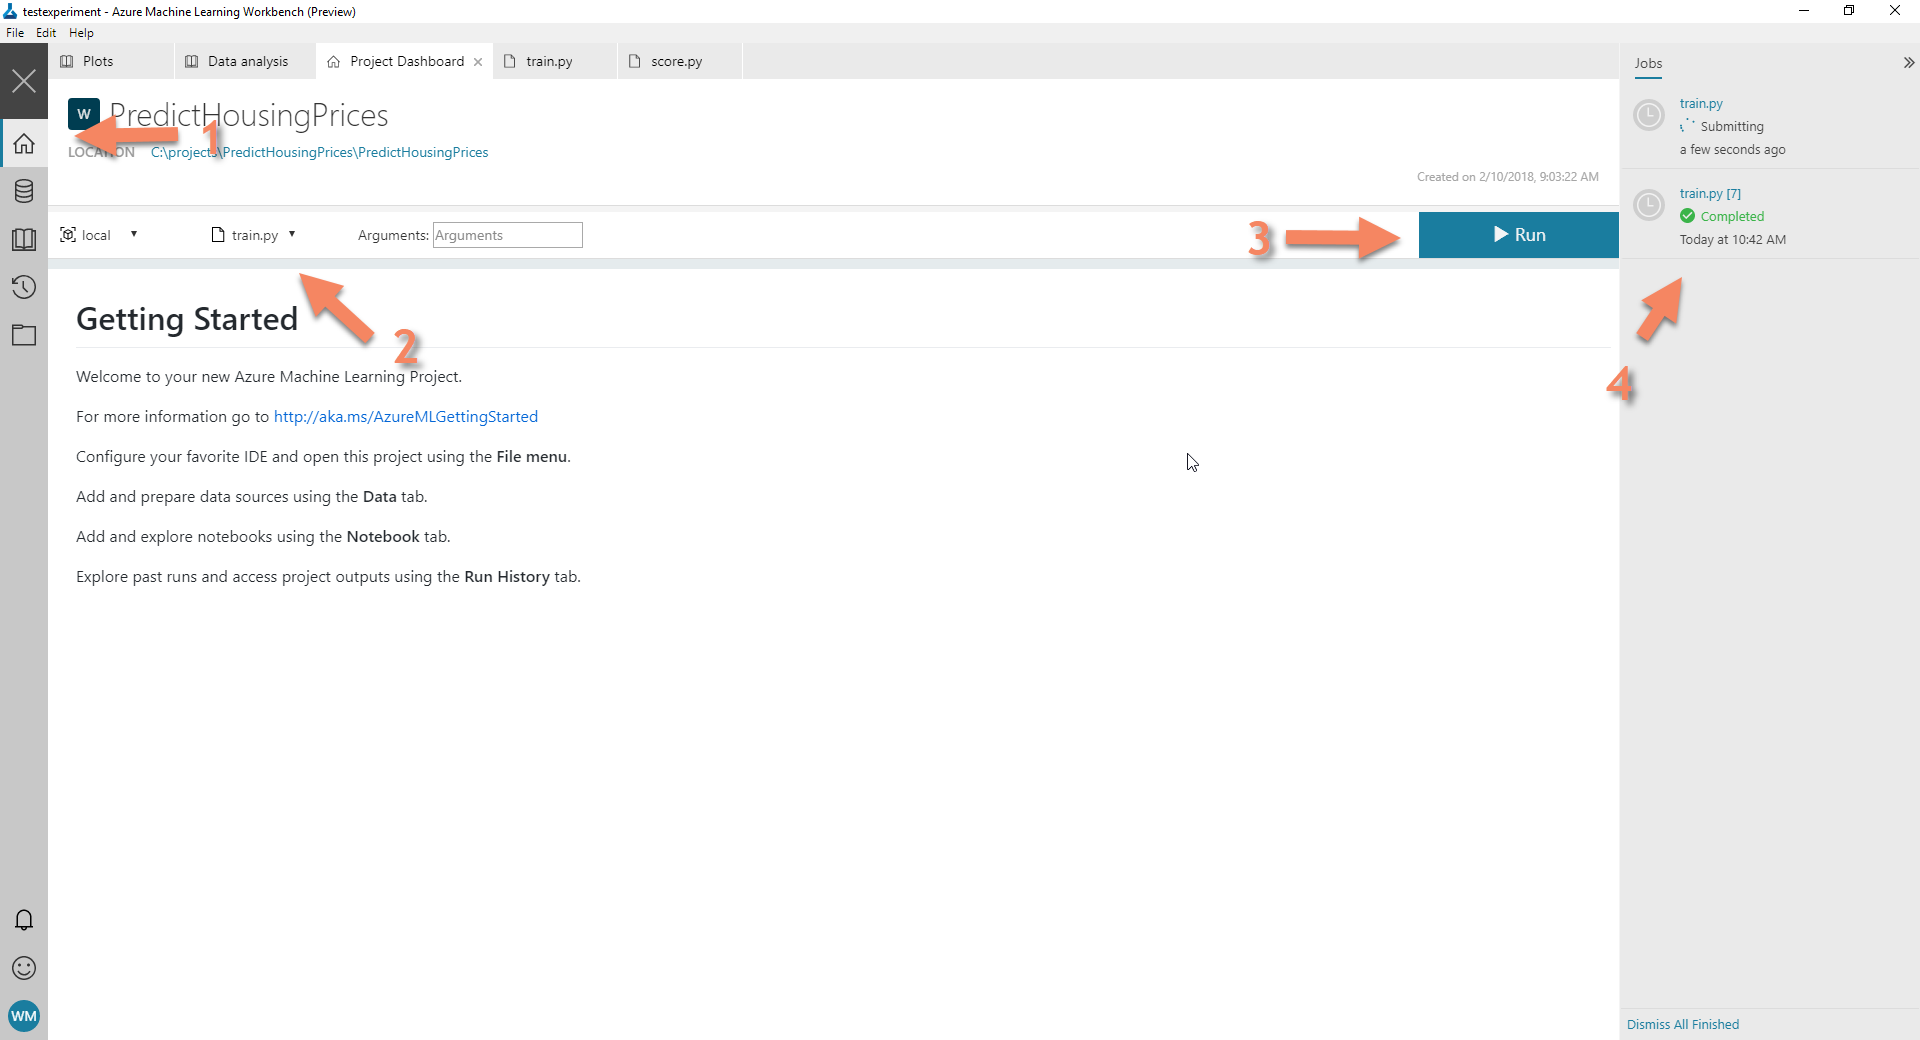 testexperiment - Azure Machine Learning Workbench (Preview)
File Edit Help
Plots Data analysis Project Dashboard train.py score.py
Jobs
W PredictHousingPrices
1
LOCATION C:\projects\PredictHousingPrices\PredictHousingPrices
Created on 2/10/2018, 9:03:22 AM
local train.py Arguments: Arguments
3
Run
train.py
Submitting
a few seconds ago
train.py [7]
Completed
Today at 10:42 AM
Getting Started
2
4
Welcome to your new Azure Machine Learning Project.
For more information go to http://aka.ms/AzureMLGettingStarted
Configure your favorite IDE and open this project using the File menu.
Add and prepare data sources using the Data tab.
Add and explore notebooks using the Notebook tab.
Explore past runs and access project outputs using the Run History tab.
WM
Dismiss All Finished